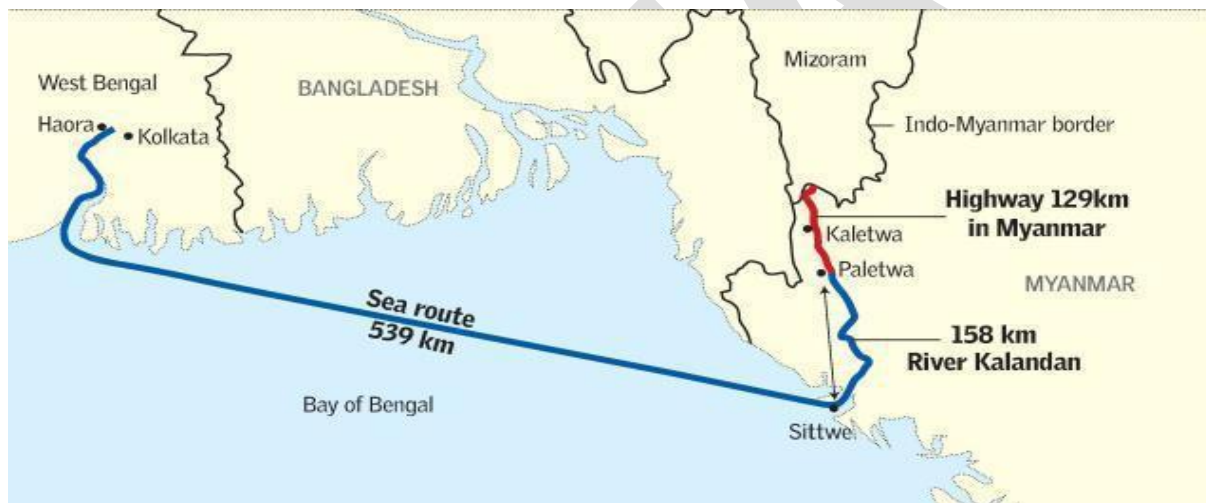 West Bengal
Haora
Kolkata
BANGLADESH
Mizoram
Indo-Myanmar border
Highway 129km
in Myanmar
Kaletwa
Paletwa
MYANMAR
Sea route
539 km
158 km
River Kalandan
Bay of Bengal
Sittwe